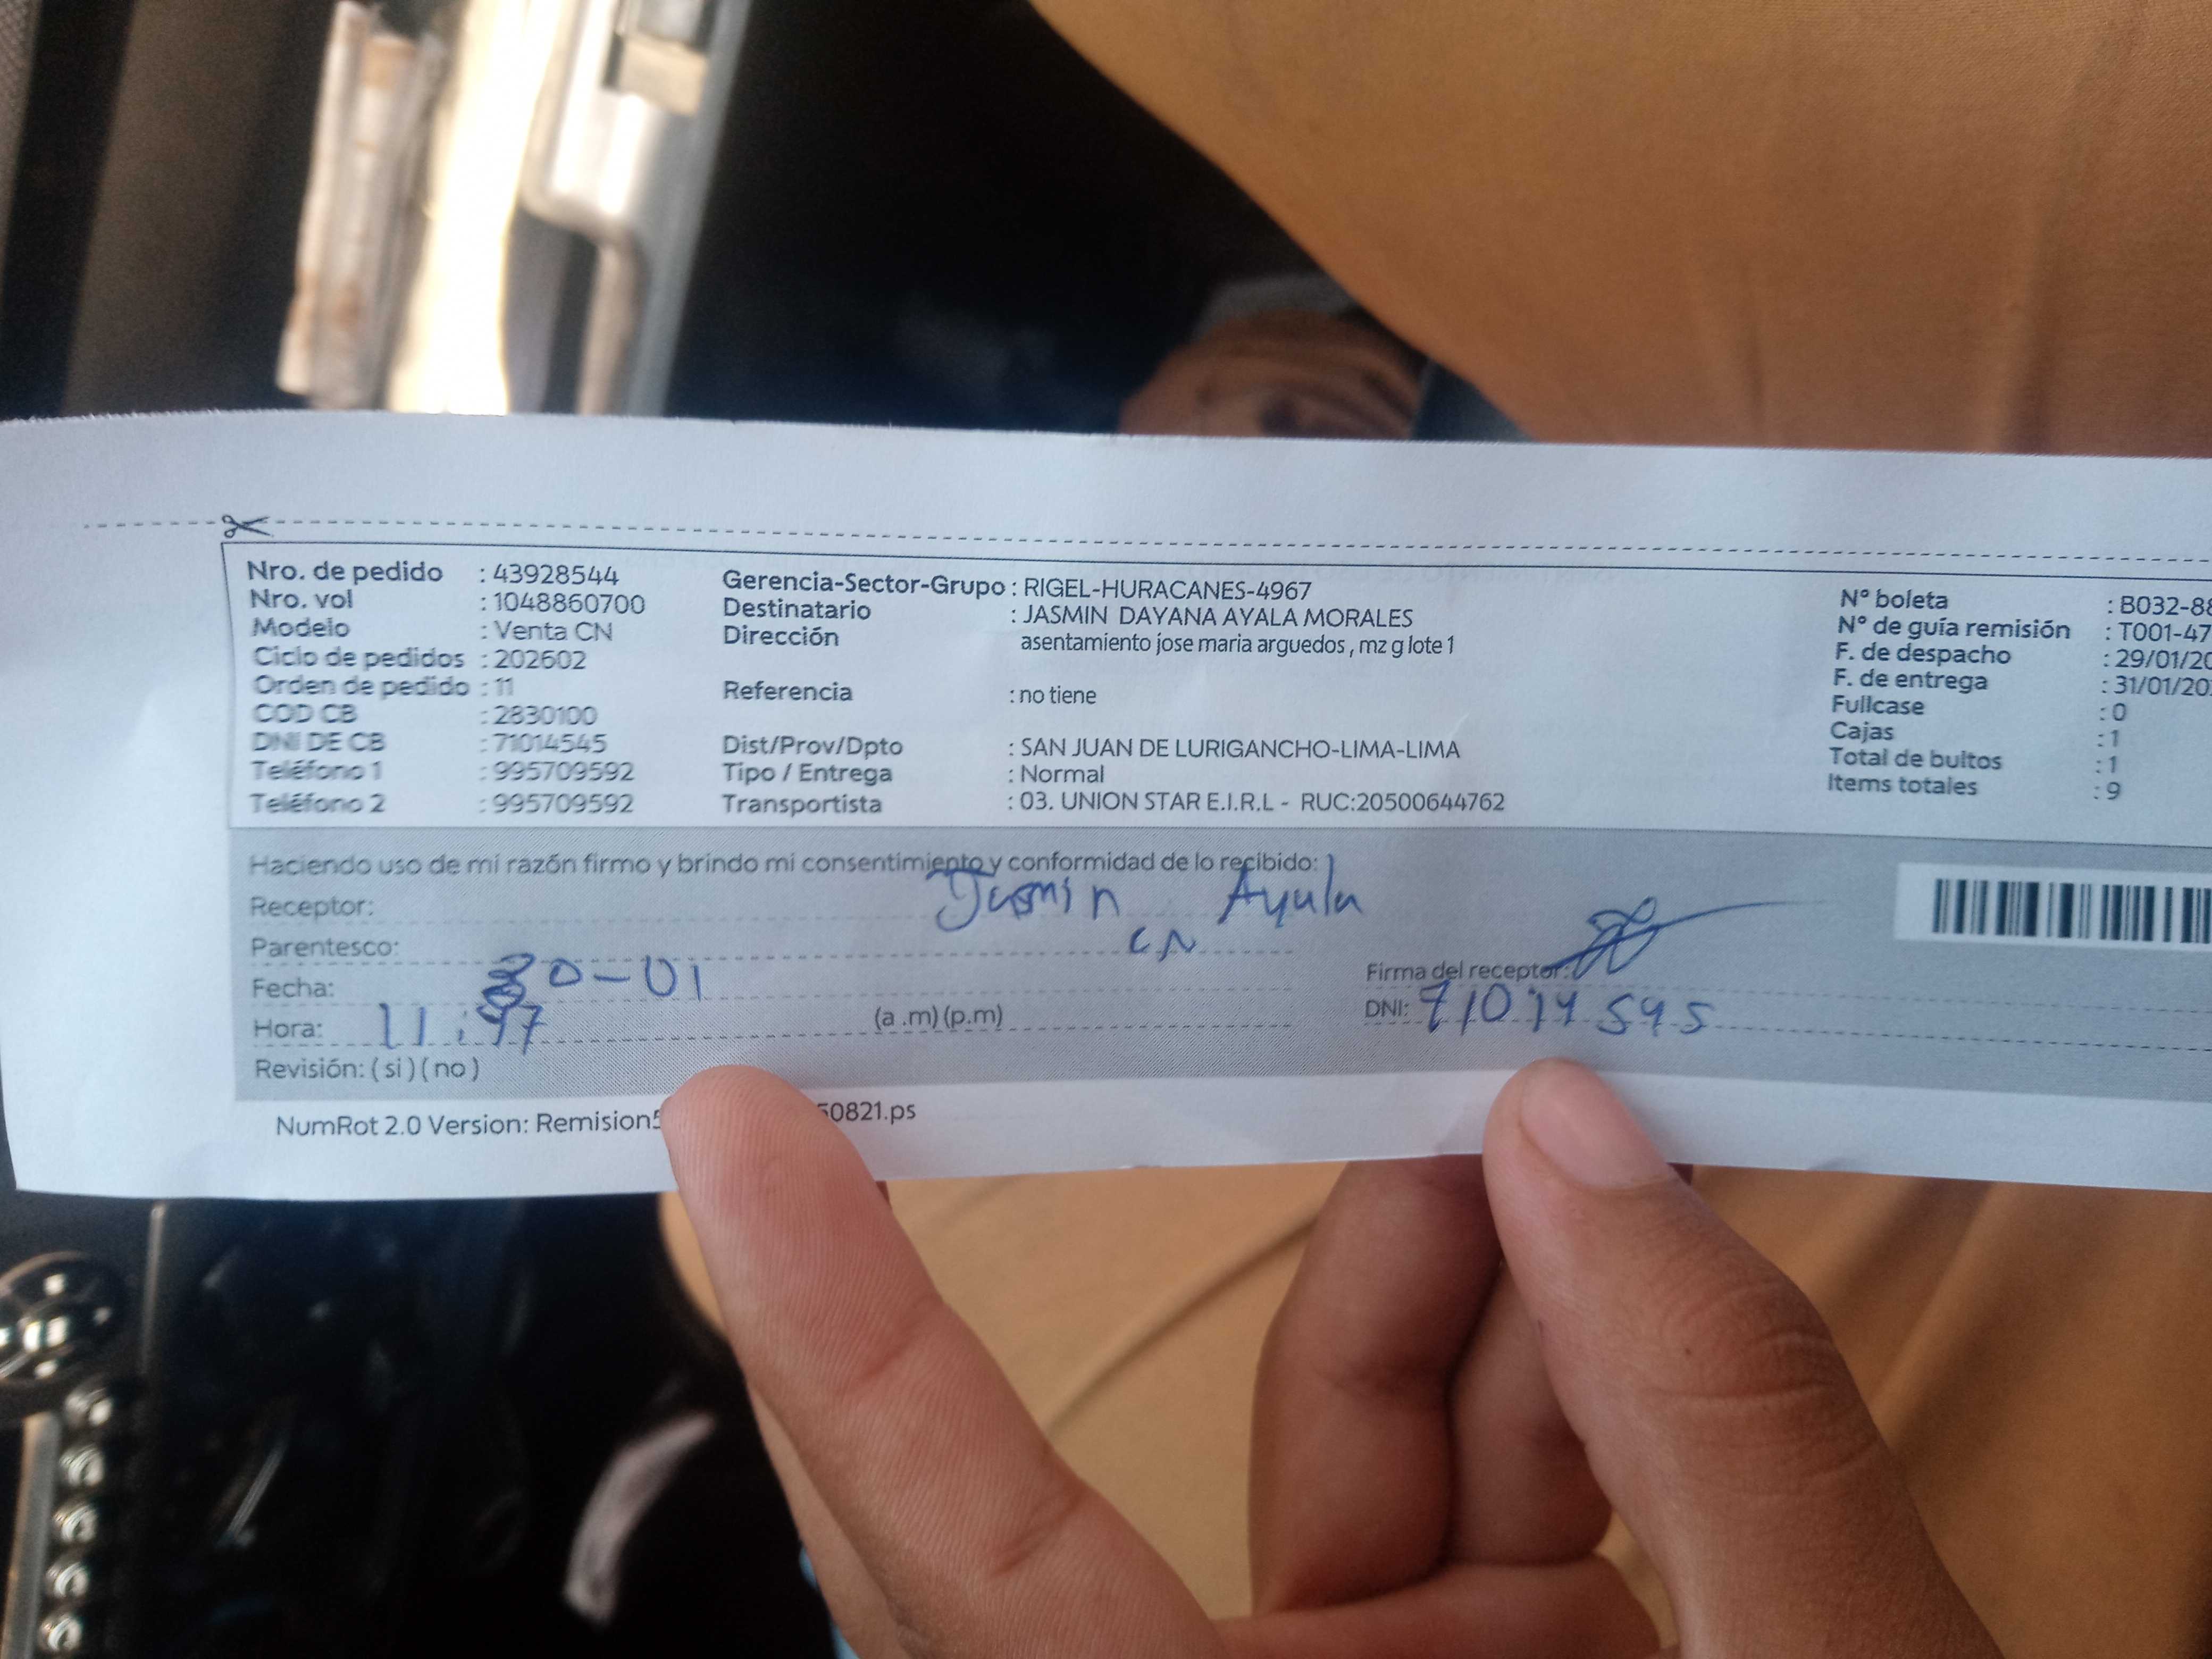 Nro. de pedido : 43928544
Nro. vol : 1048860700
Modelo : Venta CN
Ciclo de pedidos : 202602
Orden de pedido : 11
COD CB : 2830100
DNI DE CB : 71014545
Teléfono 1 : 995709592
Teléfono 2 : 995709592
Gerencia-Sector-Grupo : RIGEL-HURACANES-4967
Destinatario : JASMIN DAYANA AYALA MORALES
Dirección asentamiento jose maria arguedos , mz g lote 1
Referencia : no tiene
Dist/Prov/Dpto : SAN JUAN DE LURIGANCHO-LIMA-LIMA
Tipo / Entrega : Normal
Transportista : 03. UNION STAR E.I.R.L - RUC:20500644762
N° boleta : B032-88
N° de guía remisión : T001-47
F. de despacho : 29/01/20
F. de entrega : 31/01/20
Fullcase : 0
Cajas : 1
Total de bultos : 1
Items totales : 9
Haciendo uso de mi razón firmo y brindo mi consentimiento y conformidad de lo recibido:
Receptor: Jasmin Ayala
Parentesco: CN
Fecha: 30-01
Hora: 11:47 (a .m) (p.m)
Revisión: ( si ) ( no )
Firma del receptor:
DNI: 71014545
NumRot 2.0 Version: Remision5 50821.ps